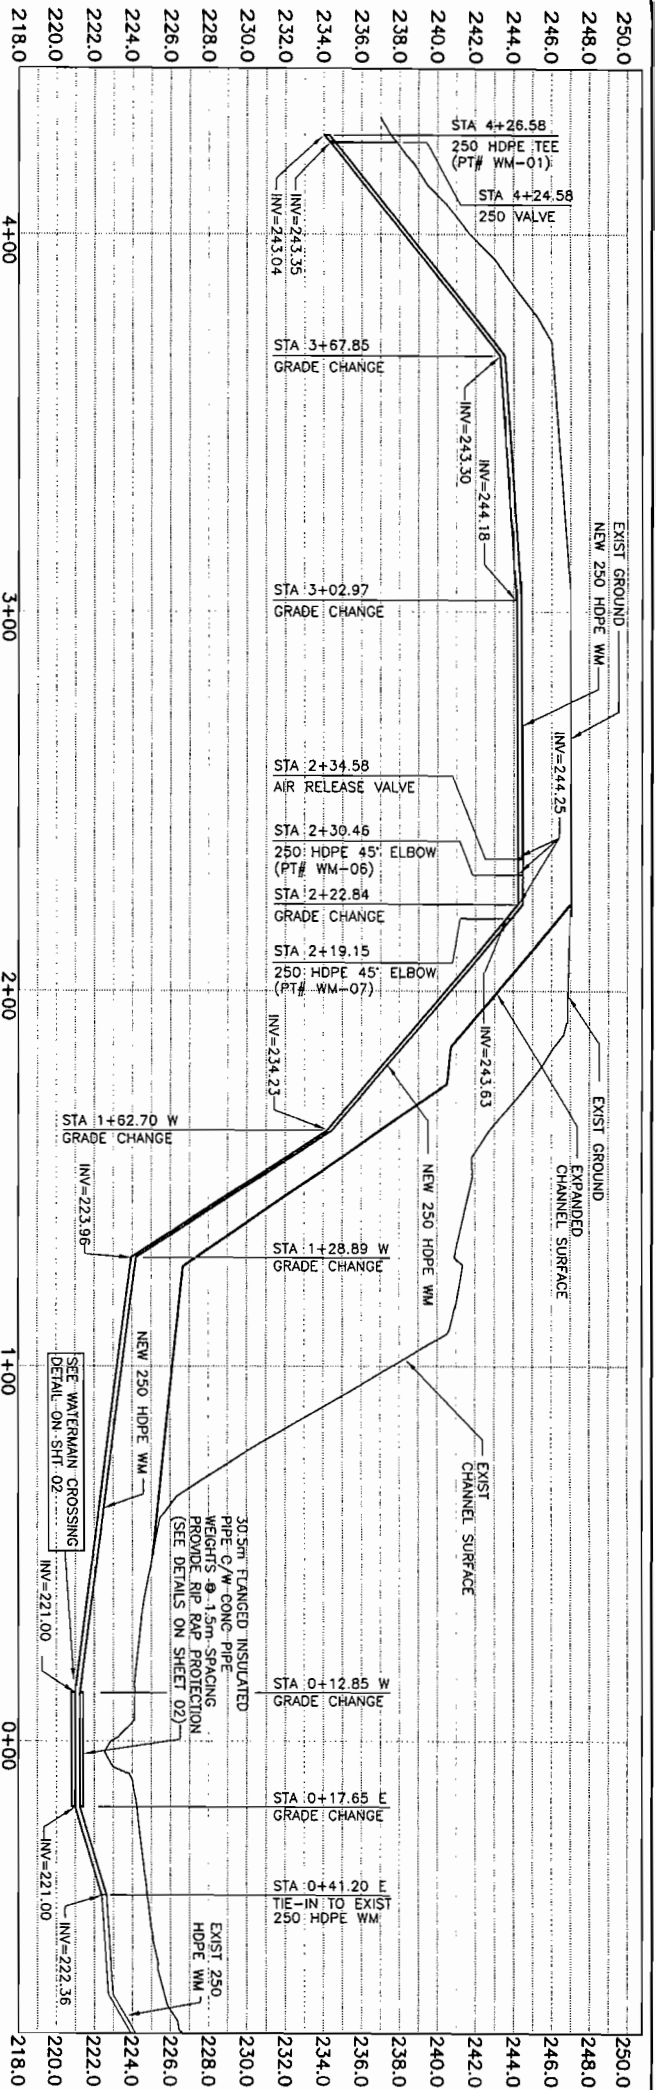 250.0
248.0
246.0
244.0
242.0
240.0
238.0
236.0
234.0
232.0
230.0
228.0
226.0
224.0
222.0
220.0
218.0
STA 4+26.58
250 HDPE TEE
(PT# WM-01)
STA 4+24.58
250 VALVE
INV=243.35
INV=243.04
STA 3+67.85
GRADE CHANGE
INV=243.30
INV=244.18
STA 3+02.97
GRADE CHANGE
EXIST GROUND
NEW 250 HDPE WM
INV=244.25
STA 2+34.58
AIR RELEASE VALVE
STA 2+30.46
250 HDPE 45° ELBOW
(PT# WM-06)
STA 2+22.84
GRADE CHANGE
STA 2+19.15
250 HDPE 45° ELBOW
(PT# WM-07)
INV=243.63
INV=234.23
EXIST GROUND
EXPANDED
CHANNEL SURFACE
NEW 250 HDPE WM
STA 1+62.70 W
GRADE CHANGE
INV=223.96
STA 1+28.89 W
GRADE CHANGE
NEW 250 HDPE WM
EXIST
CHANNEL SURFACE
SEE WATERMAIN CROSSING
DETAIL ON SHT 02
30.5m FLANGED INSULATED
PIPE C/W CONC PIPE
WEIGHTS @ 1.5m SPACING
PROVIDE RIP RAP PROTECTION
(SEE DETAILS ON SHEET 02)
INV=221.00
STA 0+12.85 W
GRADE CHANGE
STA 0+17.65 E
GRADE CHANGE
INV=221.00
STA 0+41.20 E
TIE-IN TO EXIST
250 HDPE WM
INV=222.36
EXIST 250
HDPE WM
4+00
3+00
2+00
1+00
0+00
250.0
248.0
246.0
244.0
242.0
240.0
238.0
236.0
234.0
232.0
230.0
228.0
226.0
224.0
222.0
220.0
218.0